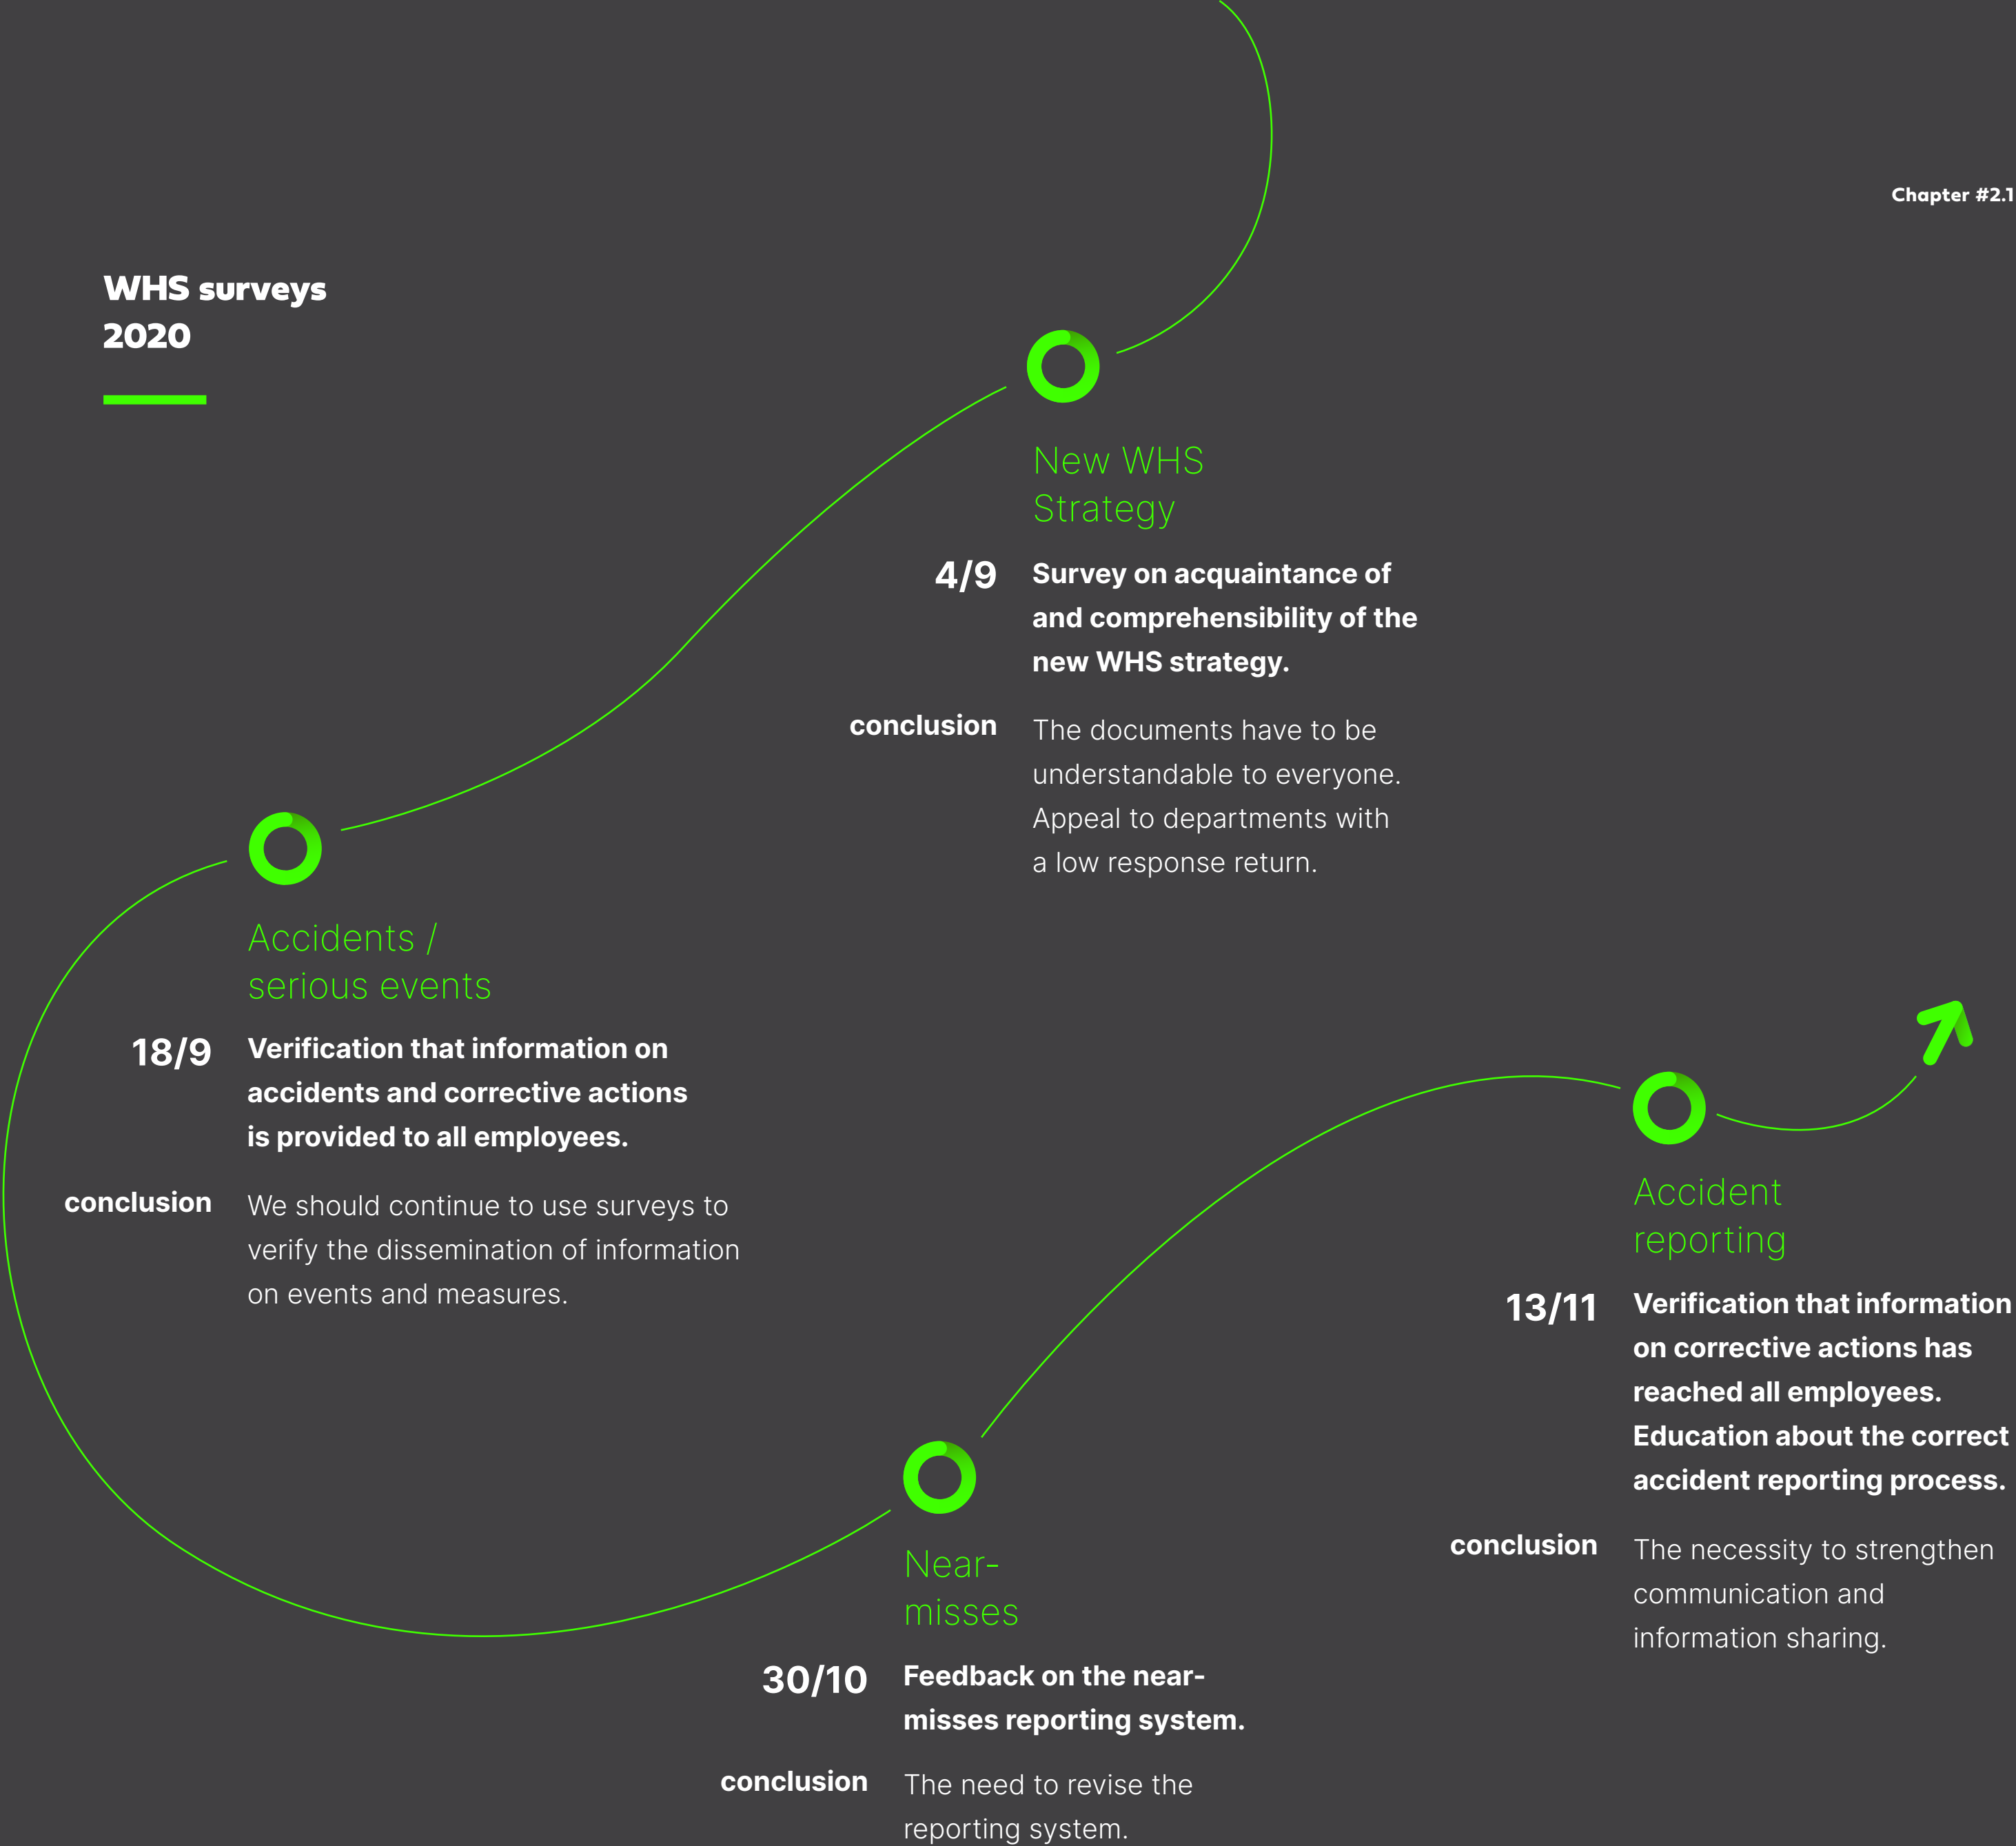 Chapter #2.1
WHS surveys
2020
New WHS
Strategy
4/9
Survey on acquaintance of
and comprehensibility of the
new WHS strategy.
conclusion
The documents have to be
understandable to everyone.
Appeal to departments with
a low response return.
Accidents /
serious events
18/9
Verification that information on
accidents and corrective actions
is provided to all employees.
conclusion
We should continue to use surveys to
verify the dissemination of information
on events and measures.
Near-
misses
30/10
Feedback on the near-
misses reporting system.
conclusion
The need to revise the
reporting system.
Accident
reporting
13/11
Verification that information
on corrective actions has
reached all employees.
Education about the correct
accident reporting process.
conclusion
The necessity to strengthen
communication and
information sharing.